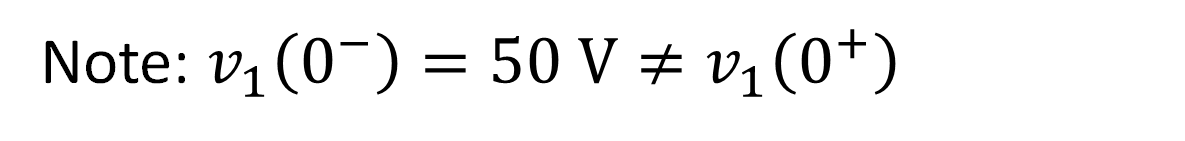 Note: v₁(0⁻) = 50 V ≠ v₁(0⁺)